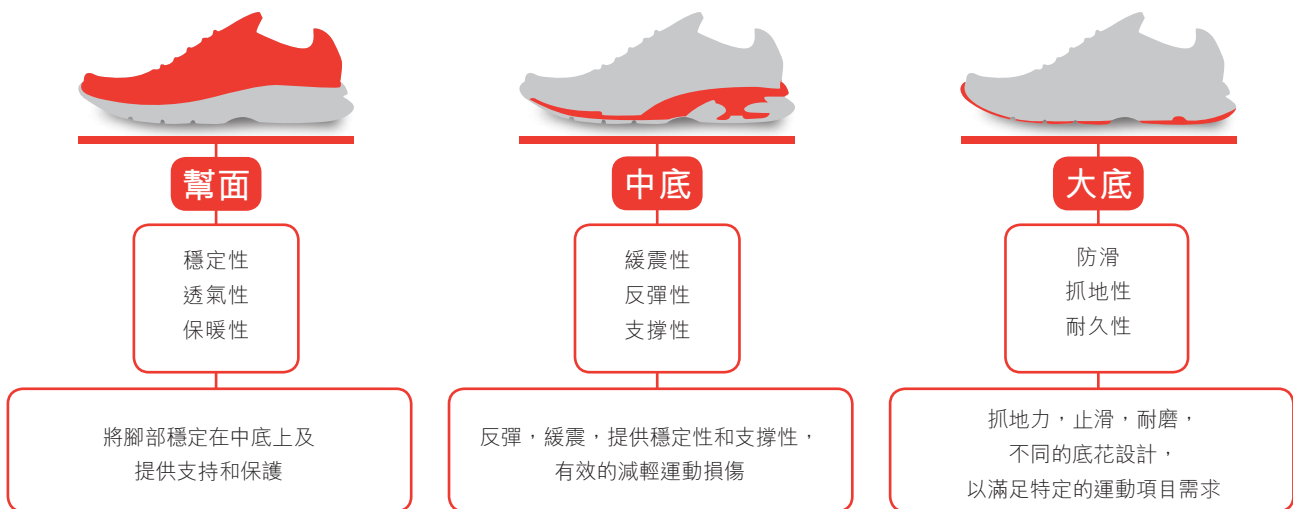 幫面
穩定性
透氣性
保暖性
將腳部穩定在中底上及
提供支持和保護
中底
緩震性
反彈性
支撐性
反彈，緩震，提供穩定性和支撐性，
有效的減輕運動損傷
大底
防滑
抓地性
耐久性
抓地力，止滑，耐磨，
不同的底花設計，
以滿足特定的運動項目需求